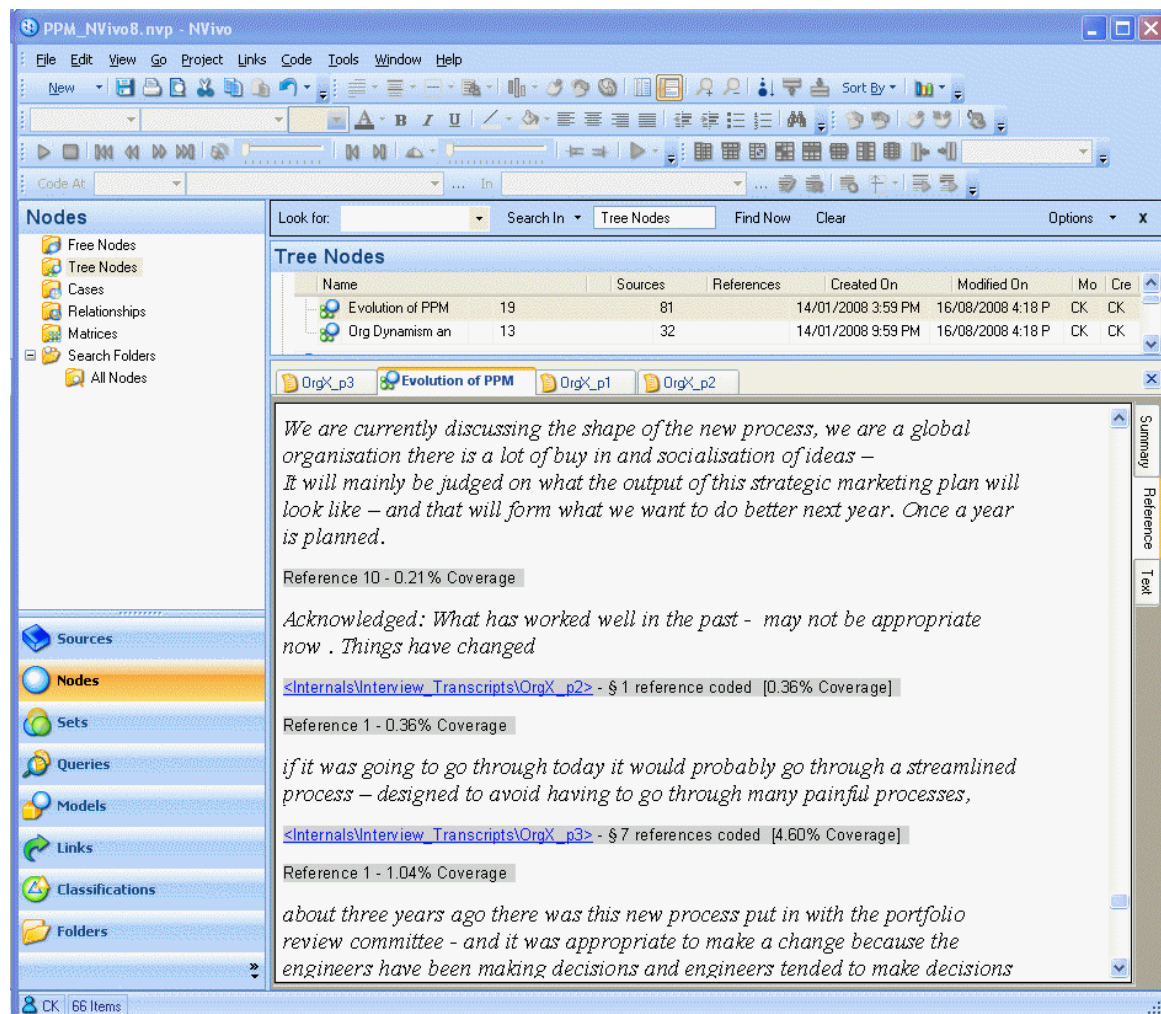 PPM_NVivo8.nvp - NVivo
File Edit View Go Project Links Code Tools Window Help
New Sort By
A B I U
Code At ... In ...
Nodes
Free Nodes
Tree Nodes
Cases
Relationships
Matrices
Search Folders
All Nodes
Sources
Nodes
Sets
Queries
Models
Links
Classifications
Folders
»
Look for: Search In Tree Nodes Find Now Clear Options x
Tree Nodes
Name Sources References Created On Modified On Mo Cre
Evolution of PPM 19 81 14/01/2008 3:59 PM 16/08/2008 4:18 P CK CK
Org Dynamism an 13 32 14/01/2008 9:59 PM 16/08/2008 4:18 P CK CK
OrgX_p3 Evolution of PPM OrgX_p1 OrgX_p2
We are currently discussing the shape of the new process, we are a global
organisation there is a lot of buy in and socialisation of ideas –
It will mainly be judged on what the output of this strategic marketing plan will
look like – and that will form what we want to do better next year. Once a year
is planned.
Reference 10 - 0.21% Coverage
Acknowledged: What has worked well in the past - may not be appropriate
now . Things have changed
<Internals\Interview_Transcripts\OrgX_p2> - § 1 reference coded [0.36% Coverage]
Reference 1 - 0.36% Coverage
if it was going to go through today it would probably go through a streamlined
process – designed to avoid having to go through many painful processes,
<Internals\Interview_Transcripts\OrgX_p3> - § 7 references coded [4.60% Coverage]
Reference 1 - 1.04% Coverage
about three years ago there was this new process put in with the portfolio
review committee - and it was appropriate to make a change because the
engineers have been making decisions and engineers tended to make decisions
Summary
Reference
Text
CK 66 Items